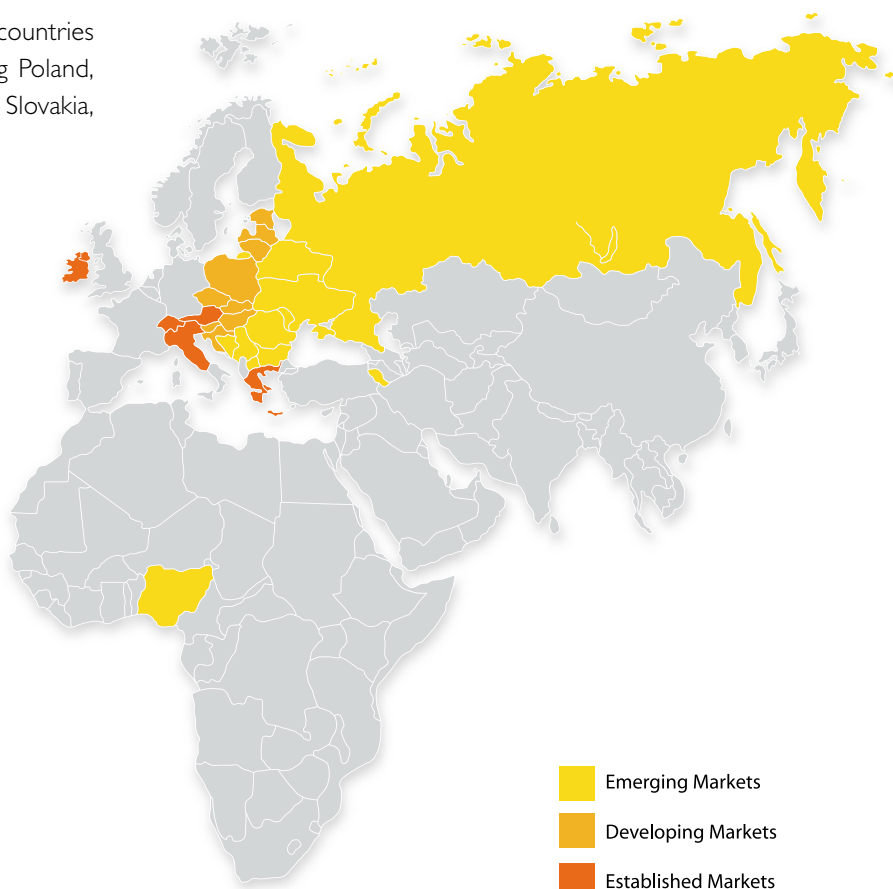 countries
g Poland,
Slovakia,
Emerging Markets
Developing Markets
Established Markets